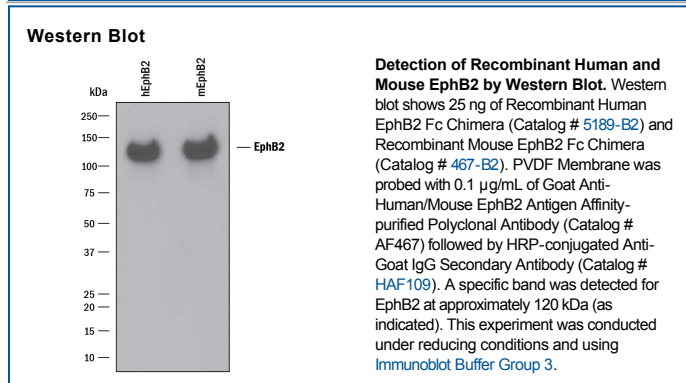 Western Blot
hEphB2
mEphB2
kDa
250
150
100
75
50
37
25
20
15
10
EphB2
Detection of Recombinant Human and
Mouse EphB2 by Western Blot. Western
blot shows 25 ng of Recombinant Human
EphB2 Fc Chimera (Catalog # 5189-B2) and
Recombinant Mouse EphB2 Fc Chimera
(Catalog # 467-B2). PVDF Membrane was
probed with 0.1 µg/mL of Goat Anti-
Human/Mouse EphB2 Antigen Affinity-
purified Polyclonal Antibody (Catalog #
AF467) followed by HRP-conjugated Anti-
Goat IgG Secondary Antibody (Catalog #
HAF109). A specific band was detected for
EphB2 at approximately 120 kDa (as
indicated). This experiment was conducted
under reducing conditions and using
Immunoblot Buffer Group 3.